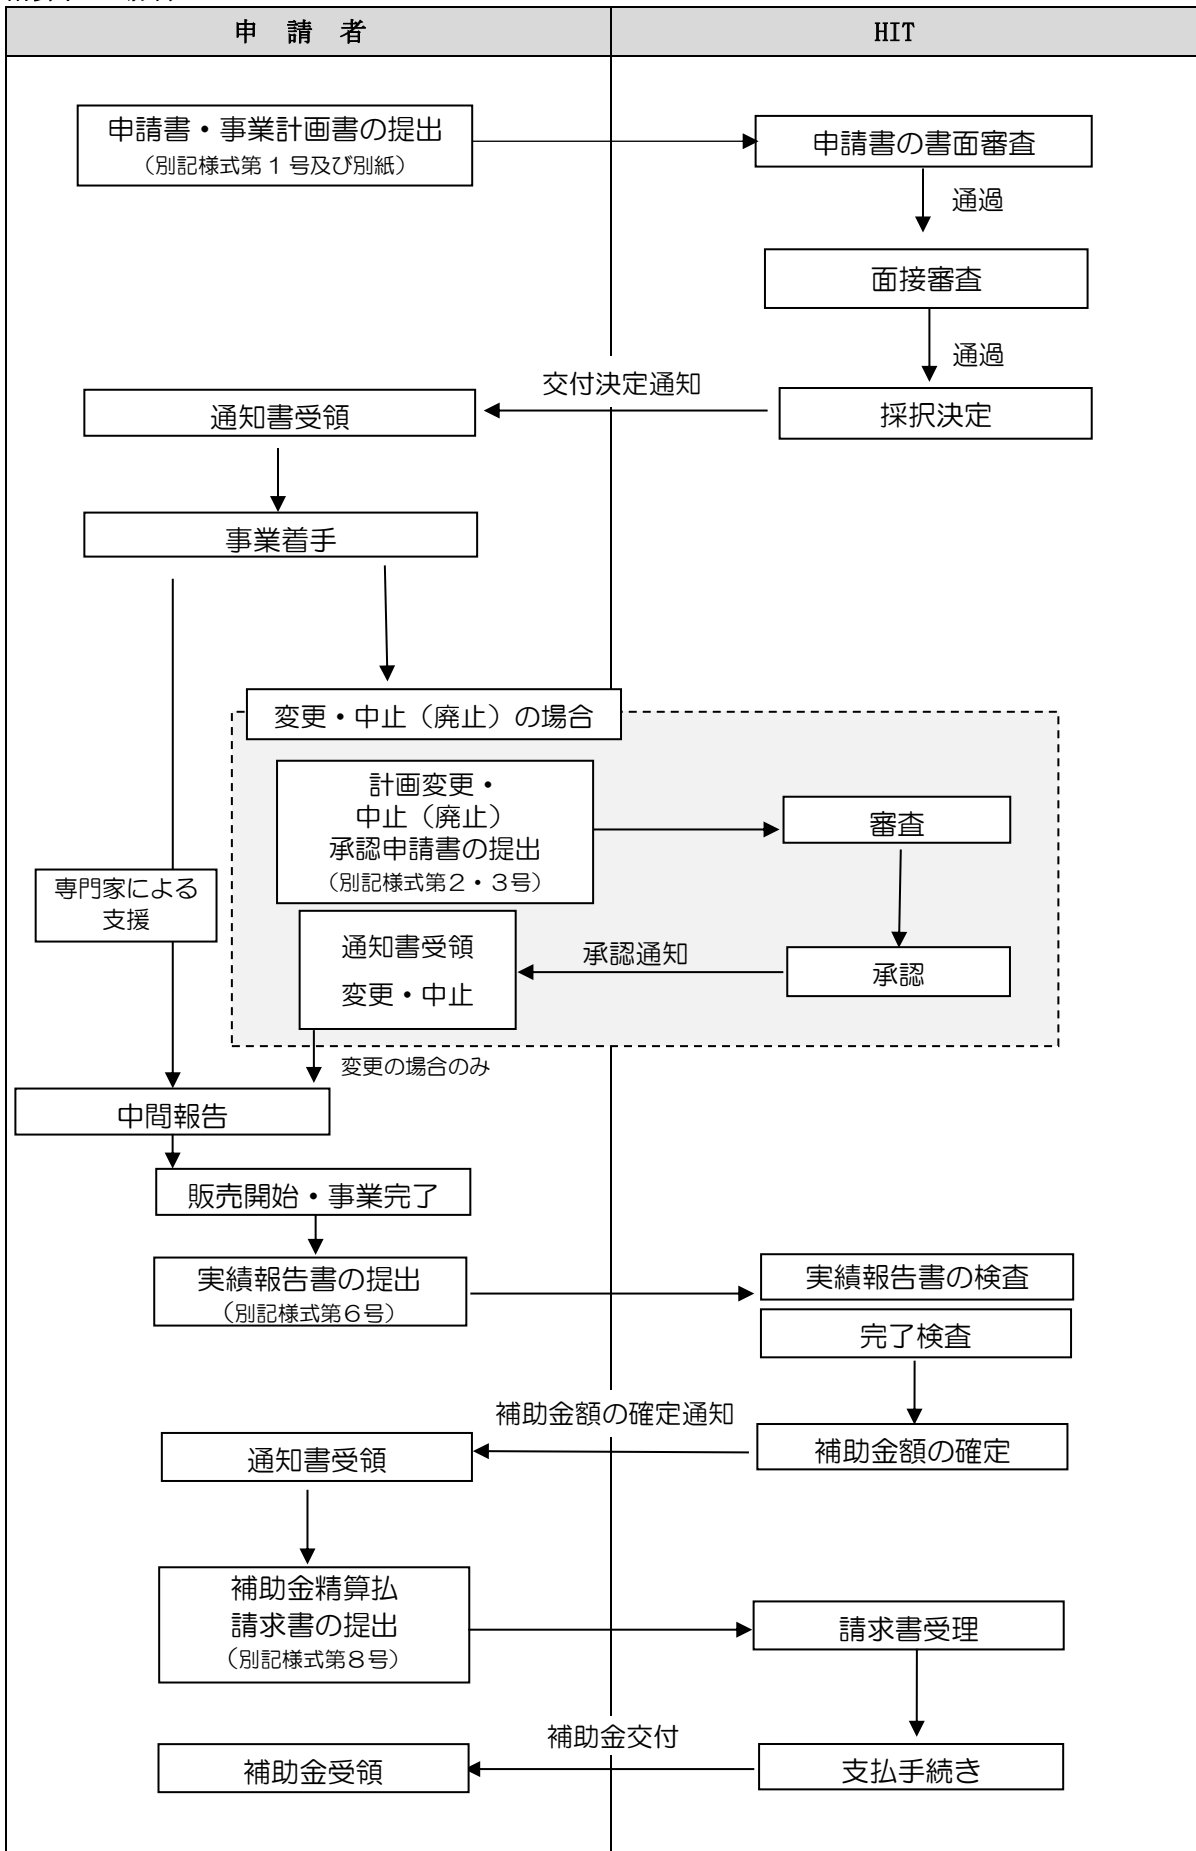 申 請 者
HIT
申請書・事業計画書の提出
（別記様式第１号及び別紙）
申請書の書面審査
通過
面接審査
通過
交付決定通知
通知書受領
採択決定
事業着手
変更・中止（廃止）の場合
計画変更・
中止（廃止）
承認申請書の提出
（別記様式第２・３号）
審査
専門家による
支援
通知書受領
変更・中止
承認通知
承認
変更の場合のみ
中間報告
販売開始・事業完了
実績報告書の提出
（別記様式第６号）
実績報告書の検査
完了検査
補助金額の確定通知
通知書受領
補助金額の確定
補助金精算払
請求書の提出
（別記様式第８号）
請求書受理
補助金交付
補助金受領
支払手続き